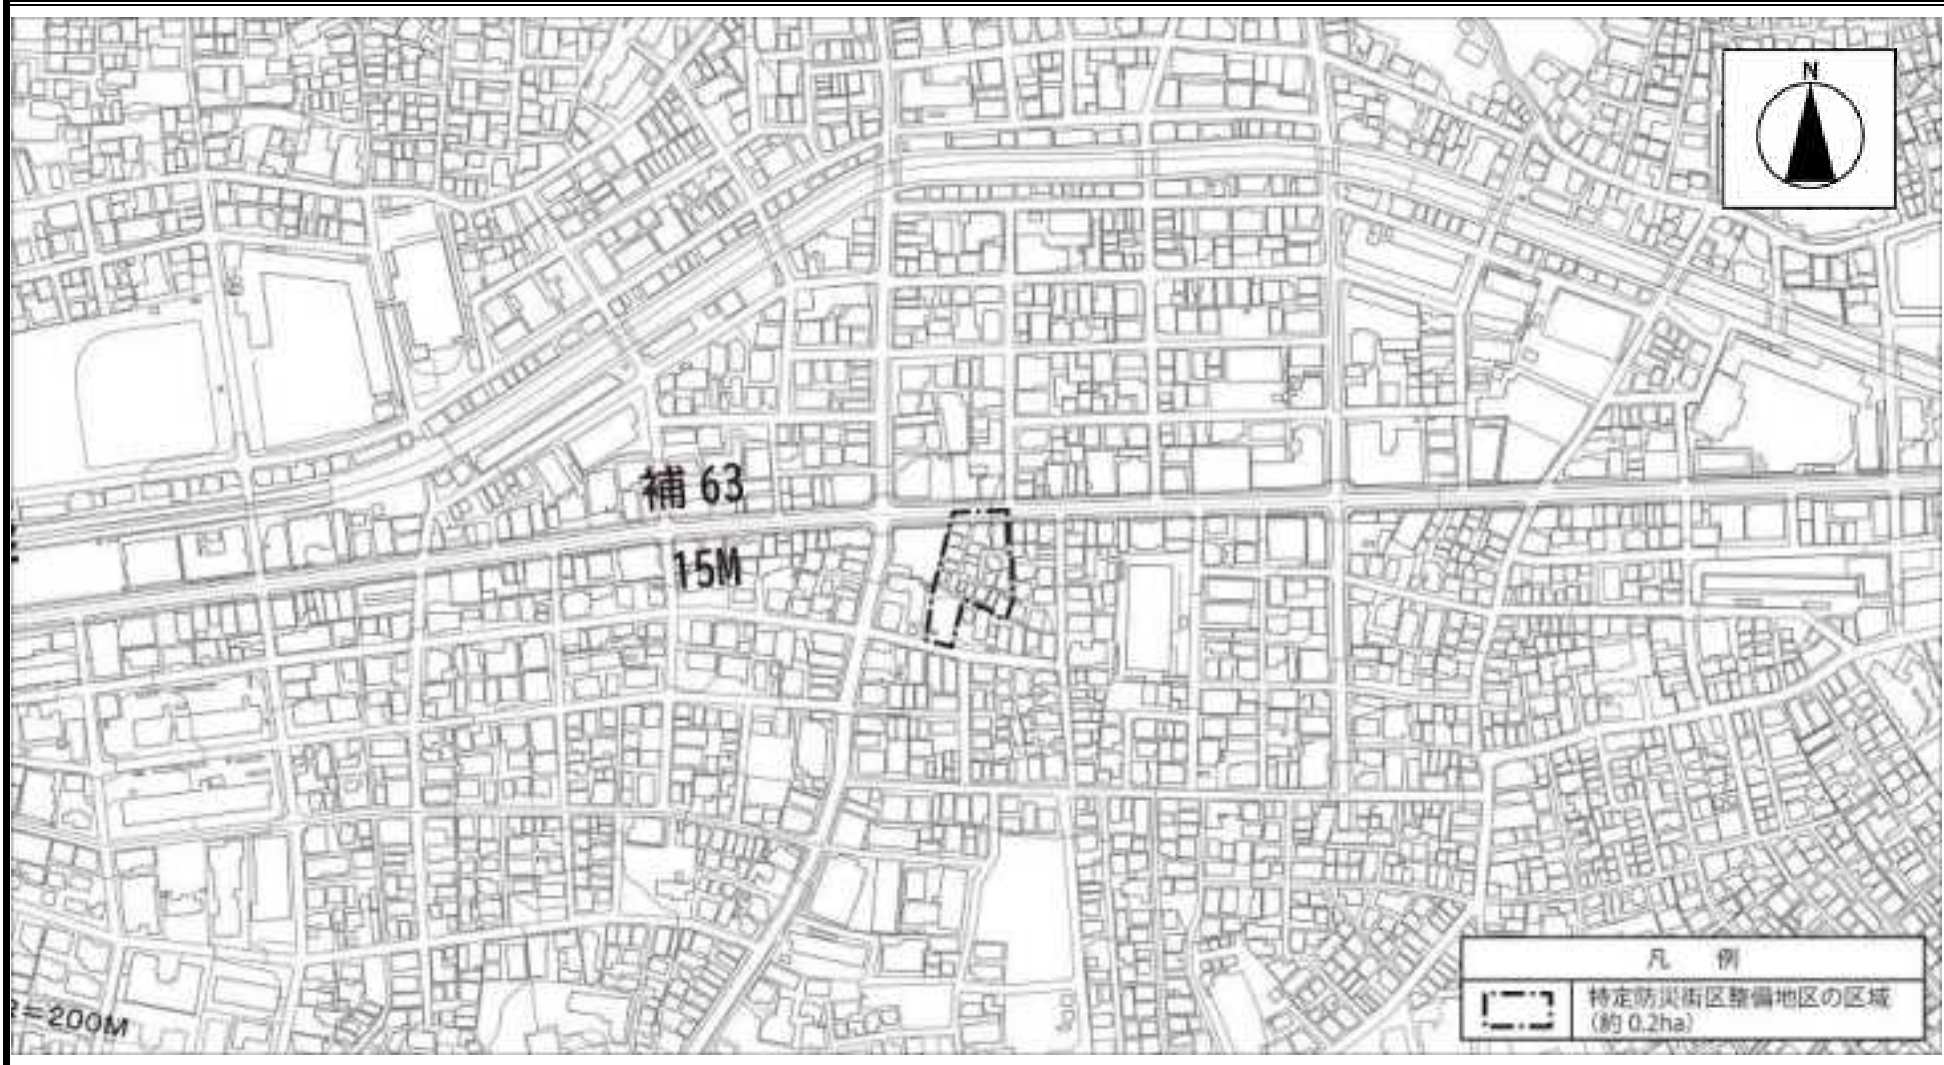 N
補 63
15M
凡 例
特定防災街区整備地区の区域
(約 0.2ha)
=200M